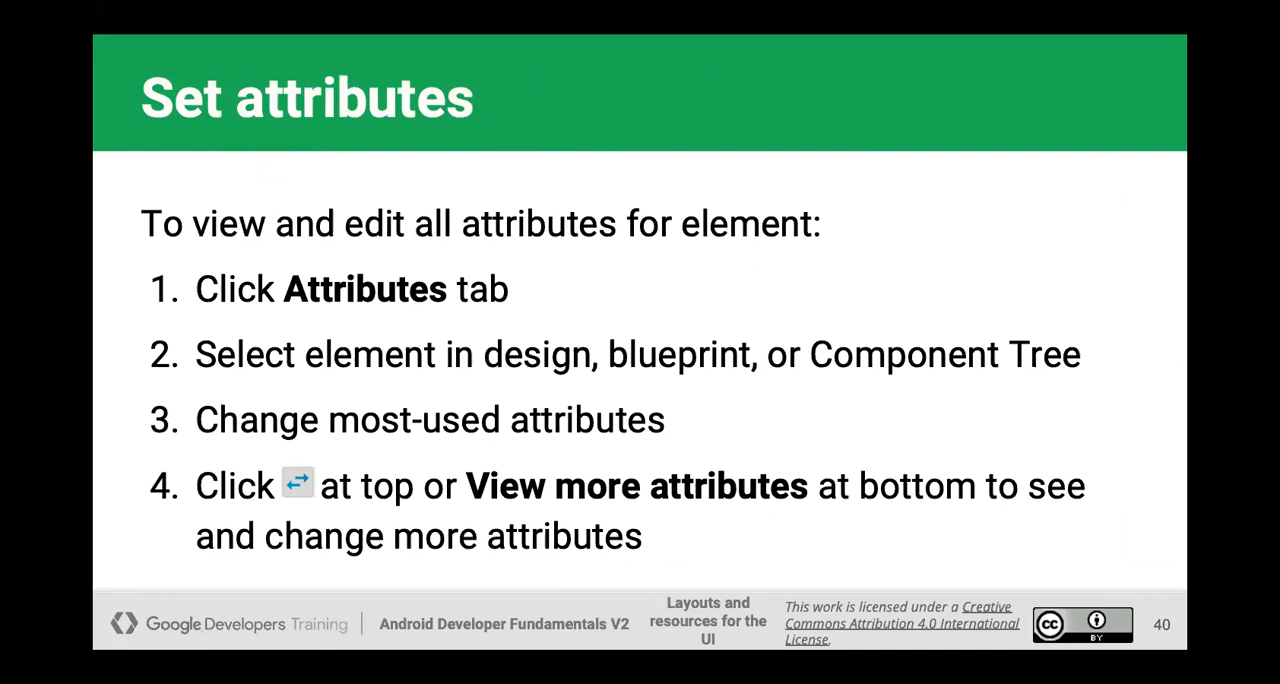 Set attributes
To view and edit all attributes for element:
1. Click Attributes tab
2. Select element in design, blueprint, or Component Tree
3. Change most-used attributes
4. Click at top or View more attributes at bottom to see
and change more attributes
Google Developers Training
Android Developer Fundamentals V2
Layouts and
resources for the
UI
This work is licensed under a Creative
Commons Attribution 4.0 International
License.
cc
BY
40